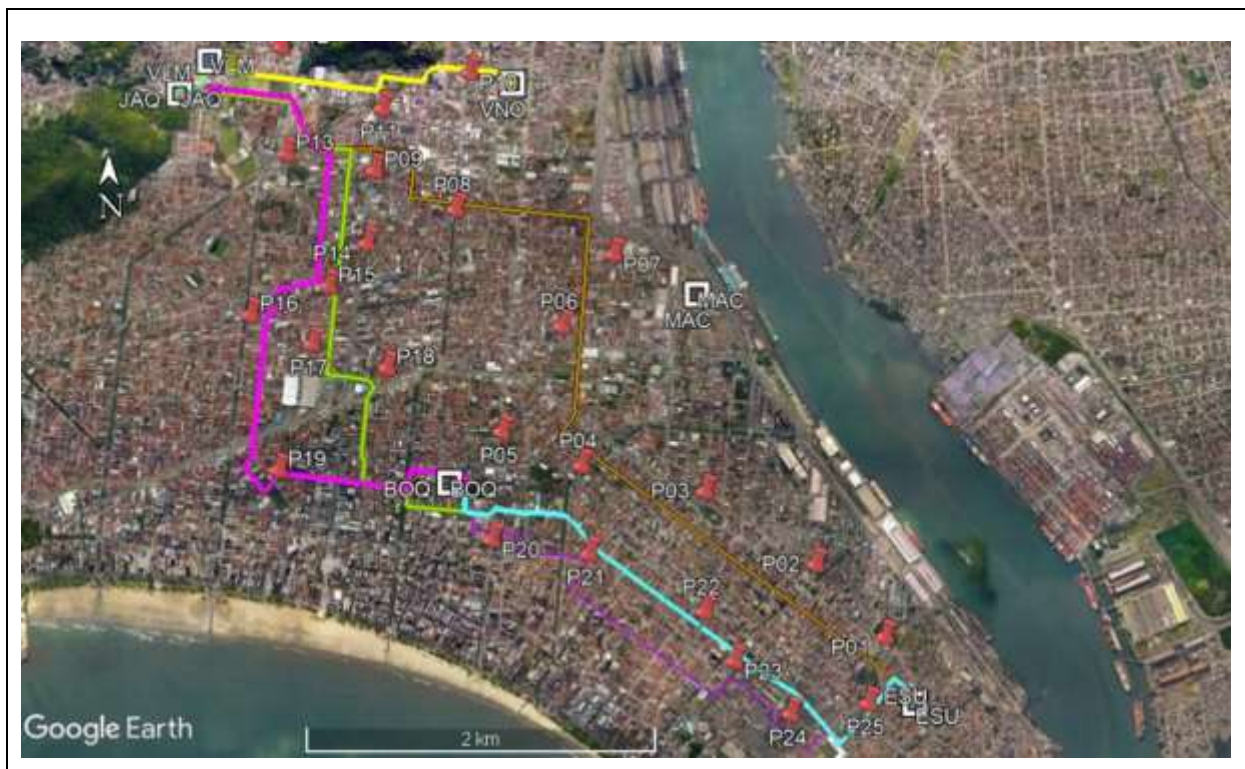 VLM
VLM
JAQ
JAQ
P10
VNO
P13
P09
P08
N
P14
P15
P07
P16
P06
MAC
MAC
P17
P18
P19
P05
P04
BOQ
BOQ
P03
P20
P21
P02
P22
P01
P23
ESU
ESU
P24
P25
Google Earth
2 km